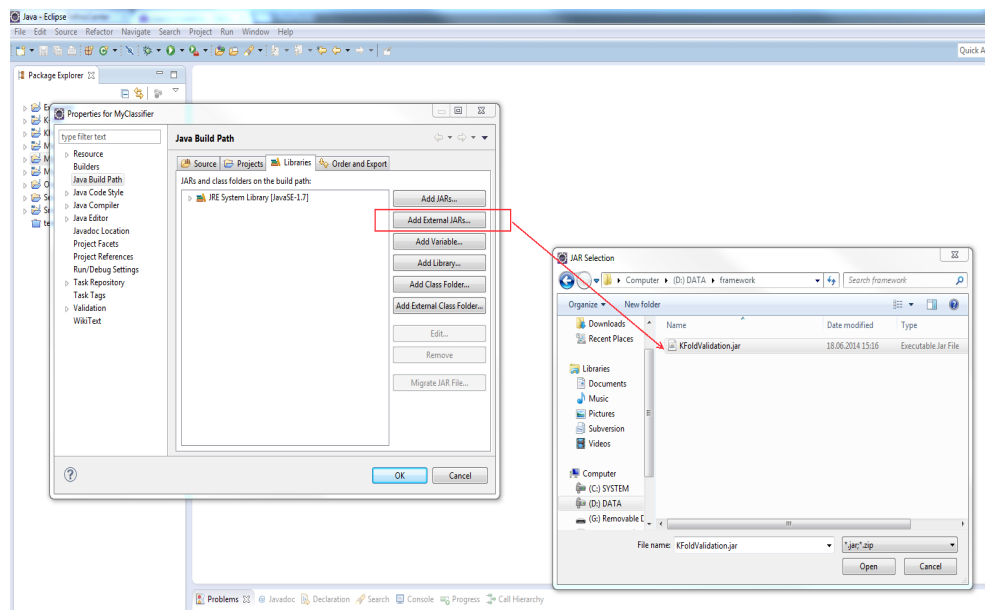 Java - Eclipse
File Edit Source Refactor Navigate Search Project Run Window Help
Quick A
Package Explorer
Properties for MyClassifier
type filter text
Resource
Builders
Java Build Path
Java Code Style
Java Compiler
Java Editor
Javadoc Location
Project Facets
Project References
Run/Debug Settings
Task Repository
Task Tags
Validation
WikiText
Java Build Path
Source Projects Libraries Order and Export
JARs and class folders on the build path:
JRE System Library [JavaSE-1.7]
Add JARs...
Add External JARs...
Add Variable...
Add Library...
Add Class Folder...
Add External Class Folder...
Edit...
Remove
Migrate JAR File...
OK Cancel
JAR Selection
Computer (D:) DATA framework
Search framework
Organize New folder
Downloads
Recent Places
Libraries
Documents
Music
Pictures
Subversion
Videos
Computer
(C:) SYSTEM
(D:) DATA
(G:) Removable D
Name Date modified Type
KFoldValidation.jar 18.06.2014 15:16 Executable Jar File
File name: KFoldValidation.jar *.jar;*.zip
Open Cancel
Problems Javadoc Declaration Search Console Progress Call Hierarchy